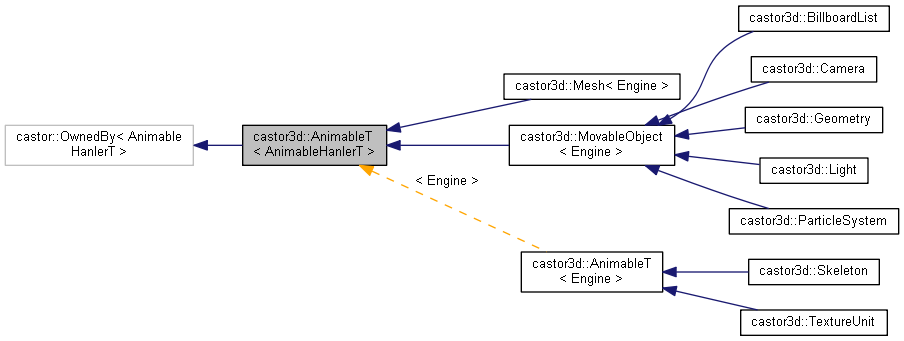 castor::OwnedBy< Animable
HanlerT >
castor3d::AnimableT
< AnimableHanlerT >
castor3d::Mesh< Engine >
castor3d::MovableObject
< Engine >
castor3d::BillboardList
castor3d::Camera
castor3d::Geometry
castor3d::Light
castor3d::ParticleSystem
< Engine >
castor3d::AnimableT
< Engine >
castor3d::Skeleton
castor3d::TextureUnit